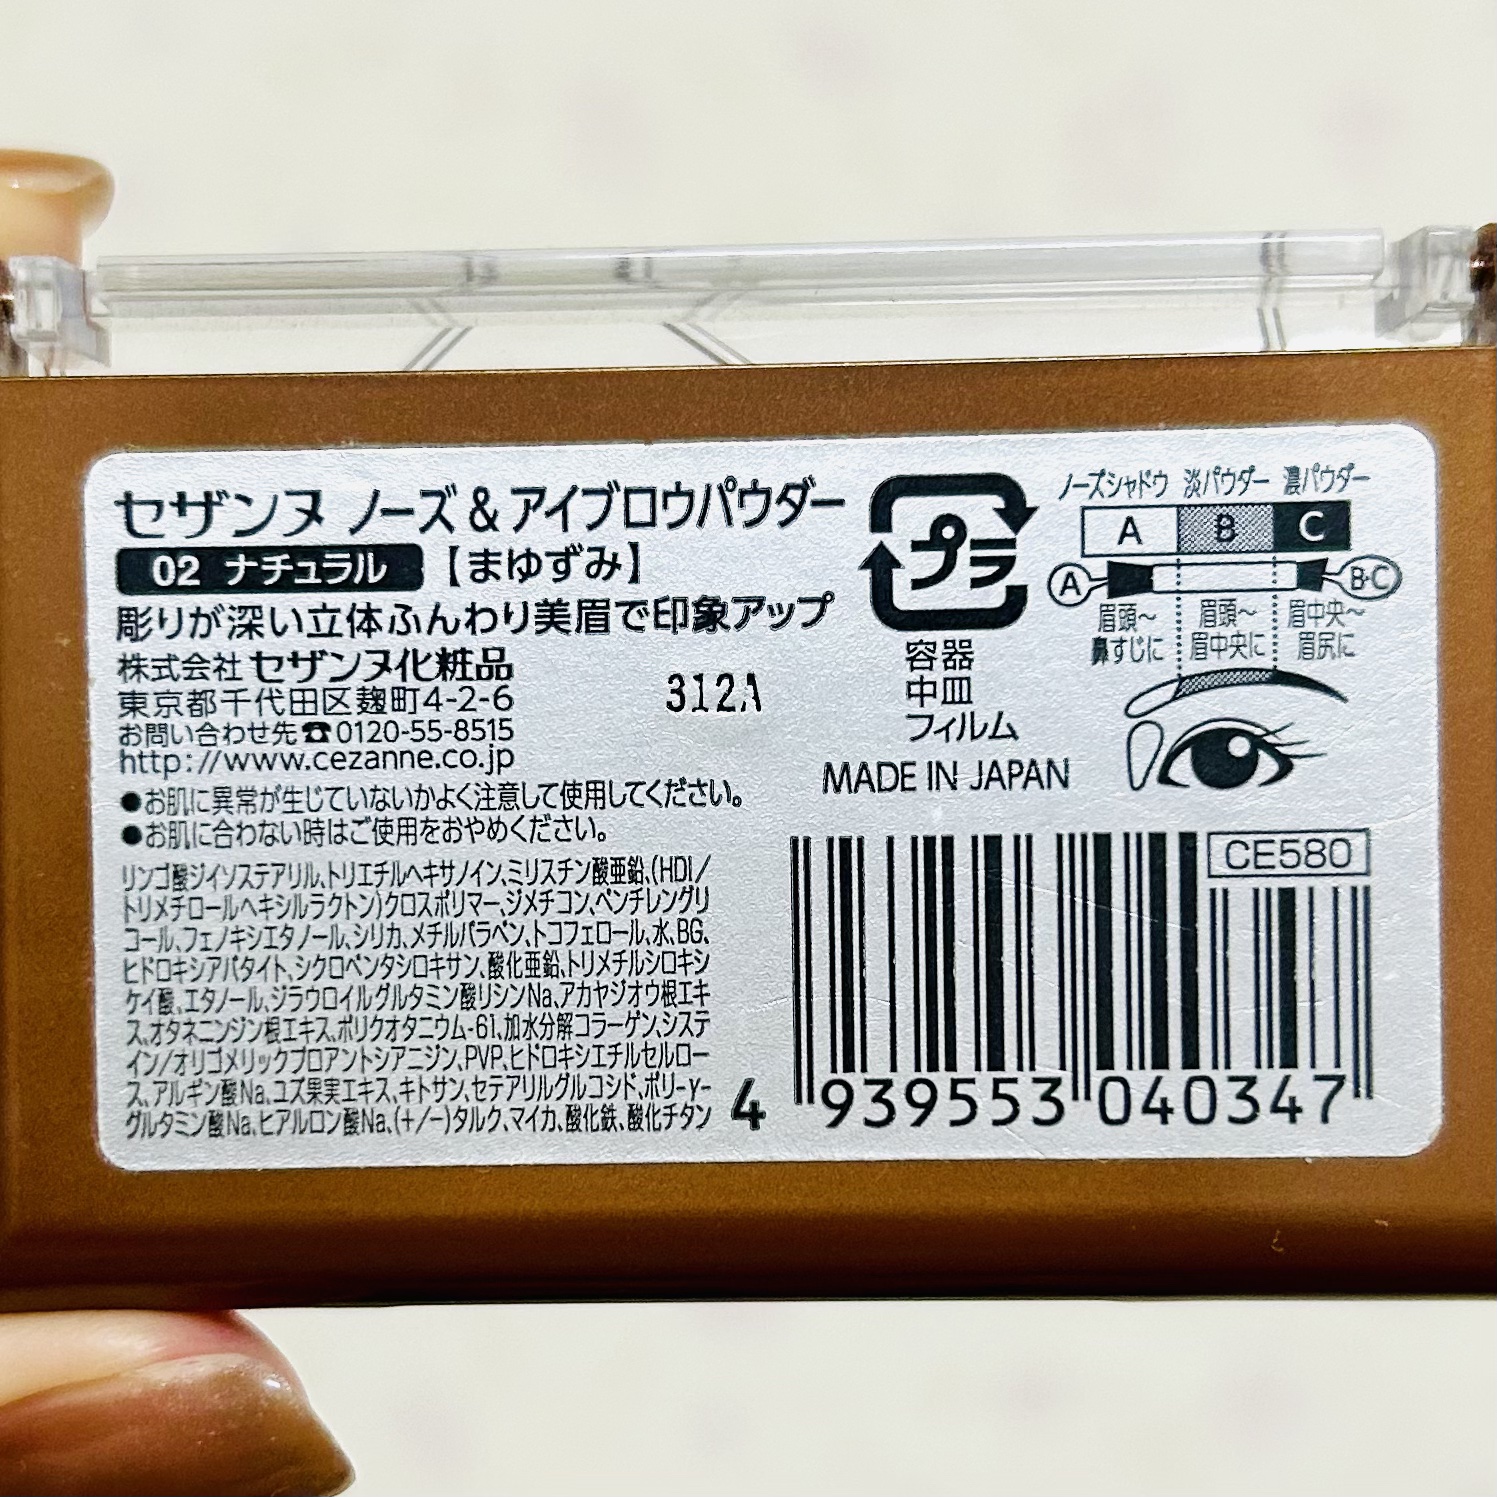 セザンヌ ノーズ&アイブロウパウダー
02 ナチュラル【まゆずみ】
彫りが深い立体ふんわり美眉で印象アップ
株式会社 セザンヌ化粧品
東京都千代田区麹町4-2-6
お問い合わせ先☎0120-55-8515
http://www.cezanne.co.jp
312A
●お肌に異常が生じていないかよく注意して使用してください。
●お肌に合わない時はご使用をおやめください。
リンゴ酸ジイソステアリル、トリエチルヘキサノイン、ミリスチン酸亜鉛、(HDI/
トリメチロールヘキシルラクトン)クロスポリマー、ジメチコン、ペンチレングリ
コール、フェノキシエタノール、シリカ、メチルパラベン、トコフェロール、水、BG、
ヒドロキシアパタイト、シクロペンタシロキサン、酸化亜鉛、トリメチルシロキシ
ケイ酸、エタノール、ジラウロイルグルタミン酸リシンNa、アカヤジオウ根エキ
ス、オタネニンジン根エキス、ポリクオタニウム-61、加水分解コラーゲン、システ
イン/オリゴメリックプロアントシアニジン、PVP、ヒドロキシエチルセルロー
ス、アルギン酸Na、ユズ果実エキス、キトサン、セテアリルグルコシド、ポリ-γ-
グルタミン酸Na、ヒアルロン酸Na、(+/-)タルク、マイカ、酸化鉄、酸化チタン
プラ
容器
中皿
フィルム
MADE IN JAPAN
ノーズシャドウ 淡パウダー 濃パウダー
A B C
A B・C
眉頭～ 眉頭～ 眉中央～
鼻すじに 眉中央に 眉尻に
CE580
4 939553 040347